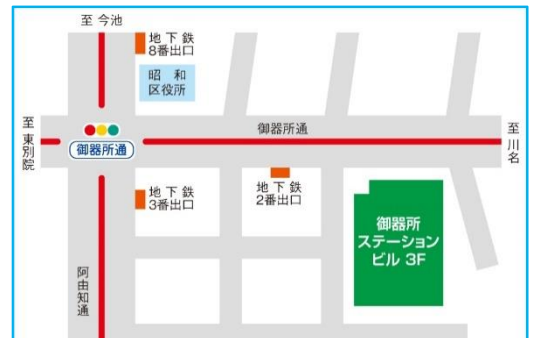 至 今池
地 下 鉄
8番出口
昭 和
区役所
至 東別院
御器所通
御器所通
至 川名
地 下 鉄
3番出口
地 下 鉄
2番出口
御器所
ステーション
ビル 3F
阿由知通